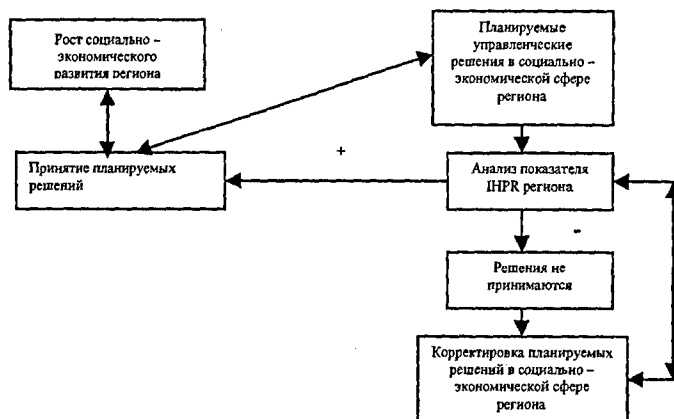 Рост социально –
экономического
развития региона
Планируемые
управленческие
решения в социально –
экономической сфере
региона
+
Принятие планируемых
решений
Анализ показателя
IHPR региона
-
Решения не
принимаются
Корректировка планируемых
решений в социально –
экономической сфере
региона